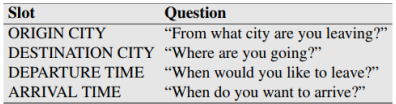 Slot Question
ORIGIN CITY “From what city are you leaving?”
DESTINATION CITY “Where are you going?”
DEPARTURE TIME “When would you like to leave?”
ARRIVAL TIME “When do you want to arrive?”